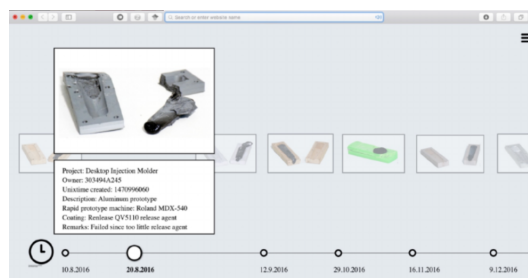 Search or enter website name
Project: Desktop Injection Molder
Owner: 303494A245
Unixtime created: 1470996060
Description: Aluminum prototype
Rapid prototype machine: Roland MDX-540
Coating: Renlease QV5110 release agent
Remarks: Failed since too little release agent
10.8.2016
20.8.2016
12.9.2016
29.10.2016
16.11.2016
9.12.2016